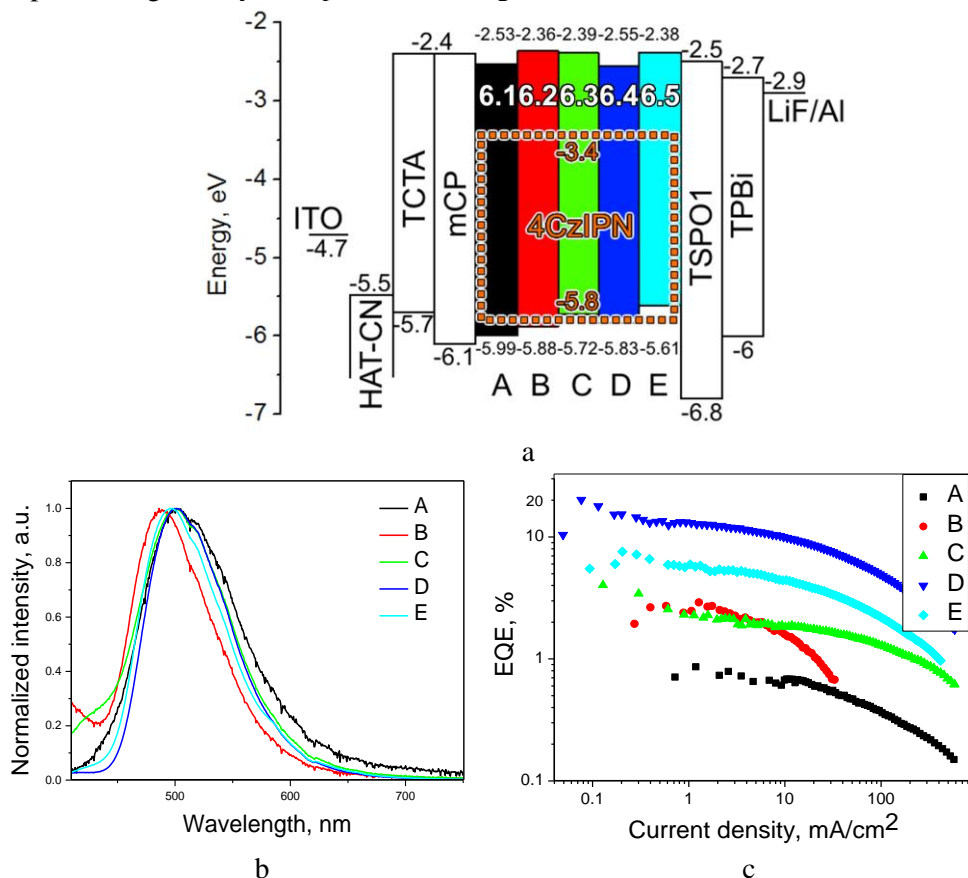 -2
-3
-4
-5
-6
-7
Energy, eV
ITO
-4.7
-5.5
HAT-CN
-2.4
TCTA
mCP
-5.7
-6.1
-2.53 -2.36 -2.39 -2.55 -2.38
6.1 6.2 6.3 6.4 6.5
-3.4
4CzIPN
-5.8
-5.99 -5.88 -5.72 -5.83 -5.61
A B C D E
-2.5
TSPO1
-6.8
-2.7
TPBi
-6
-2.9
LiF/Al
a
Normalized intensity, a.u.
1.0
0.8
0.6
0.4
0.2
0.0
500 600 700
Wavelength, nm
A
B
C
D
E
b
EQE, %
20
10
1
0.1
0.1 1 10 100
Current density, mA/cm2
A
B
C
D
E
c